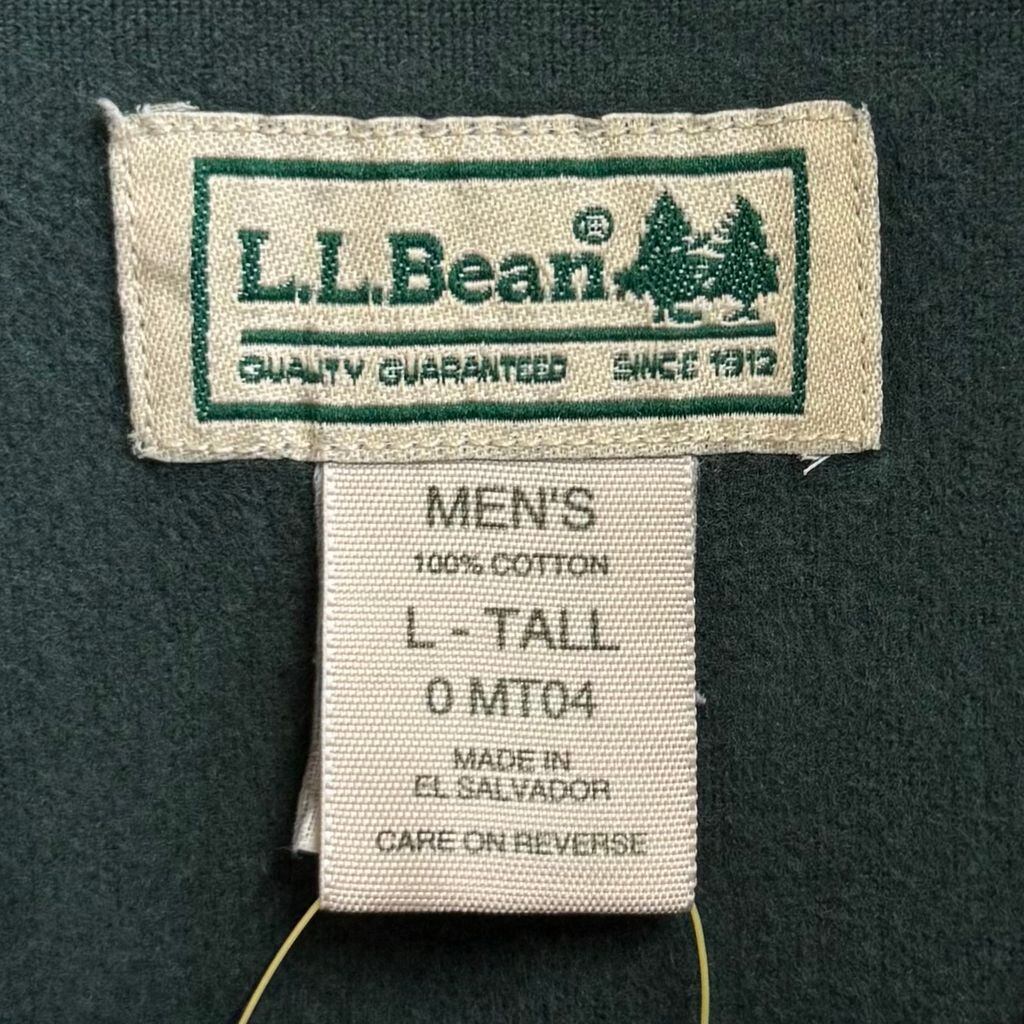 L.L.Bean®
QUALITY GUARANTEED SINCE 1912
MEN'S
100% COTTON
L - TALL
0 MT04
MADE IN
EL SALVADOR
CARE ON REVERSE